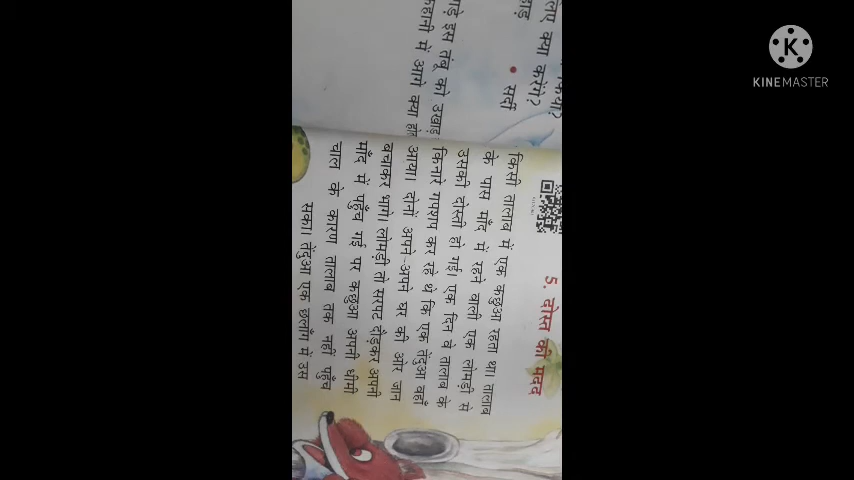 लिए क्या करेंगे?
• सर्दी
गाड़े इस तंबू को उखाड़
कहानी में आगे क्या हो
5. दोस्त की मदद
किसी तालाब में एक कछुआ रहता था। तालाब
के पास माँद में रहने वाली एक लोमड़ी से
उसकी दोस्ती हो गई। एक दिन वे तालाब के
किनारे गपशप कर रहे थे कि एक तेंदुआ वहाँ
आया। दोनों अपने-अपने घर की ओर जान
बचाकर भागे। लोमड़ी तो सरपट दौड़कर अपनी
माँद में पहुँच गई पर कछुआ अपनी धीमी
चाल के कारण तालाब तक नहीं पहुँच
सका। तेंदुआ एक छलाँग में उस
KINEMASTER